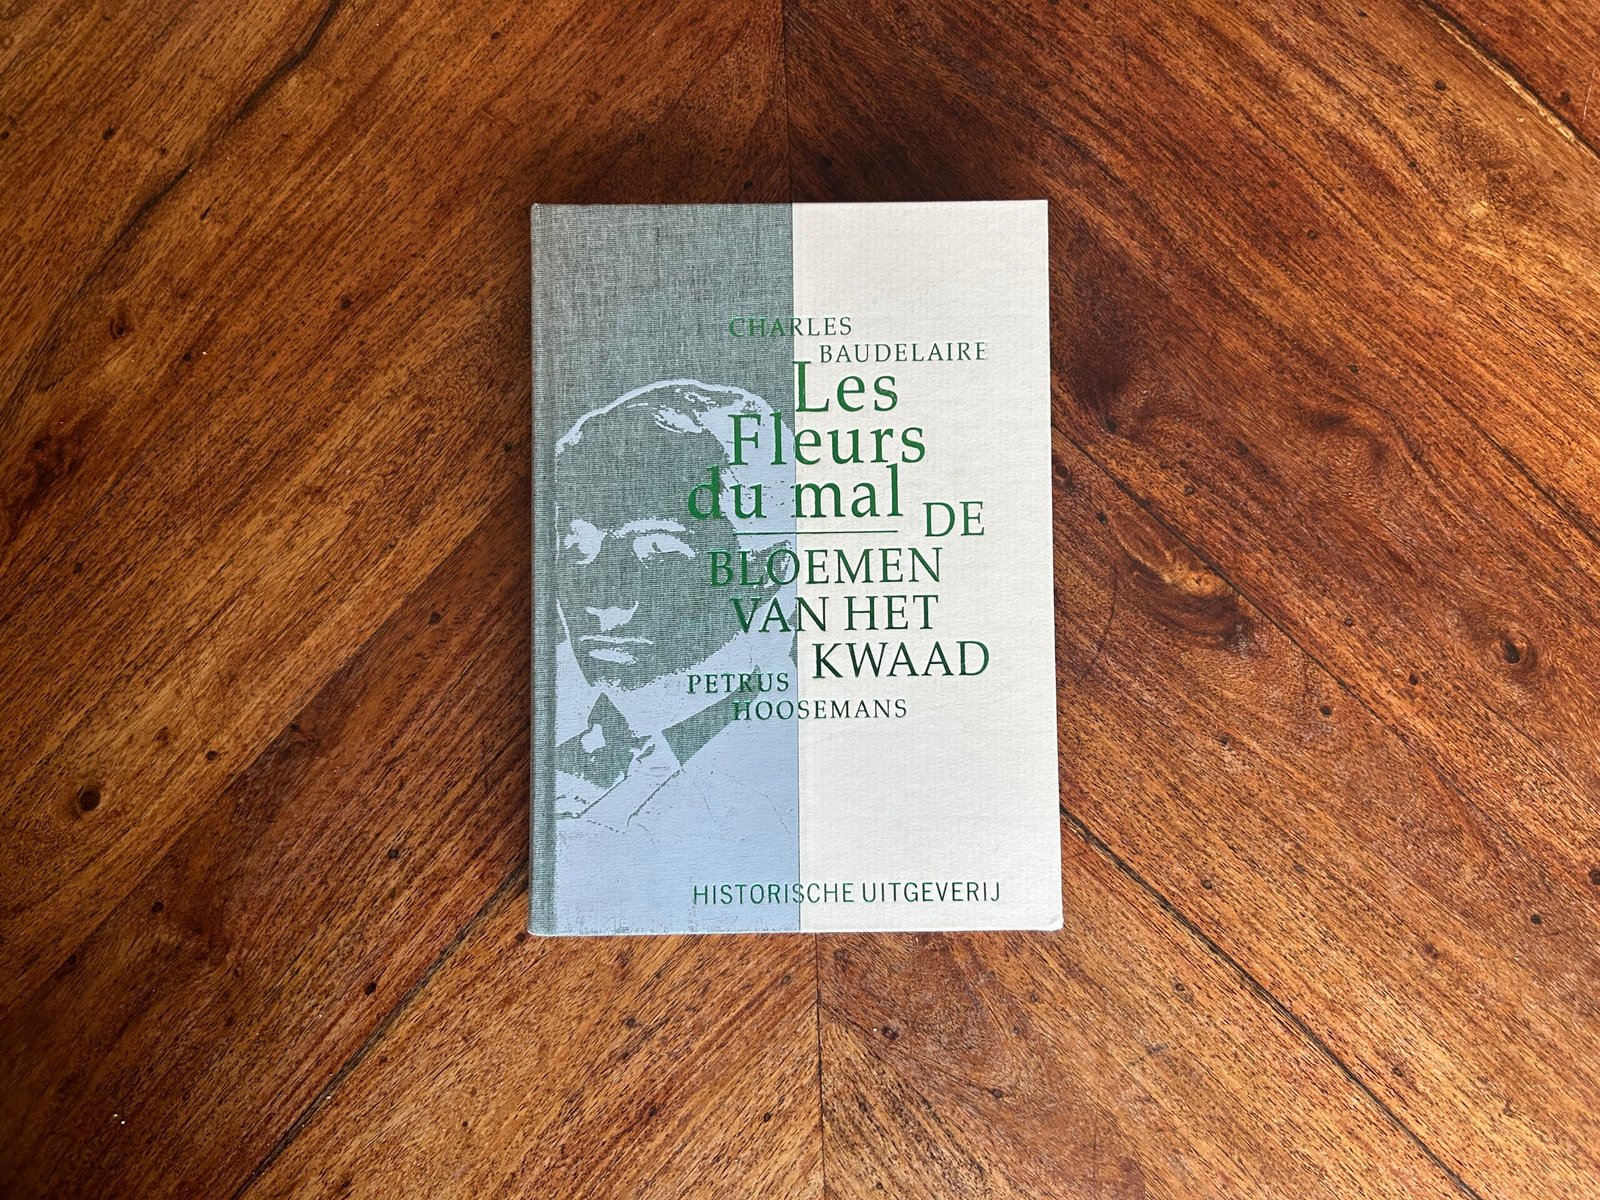 CHARLES
BAUDELAIRE
Les
Fleurs
du mal
DE
BLOEMEN
VAN HET
KWAAD
PETRUS
HOOSEMANS
HISTORISCHE UITGEVERIJ